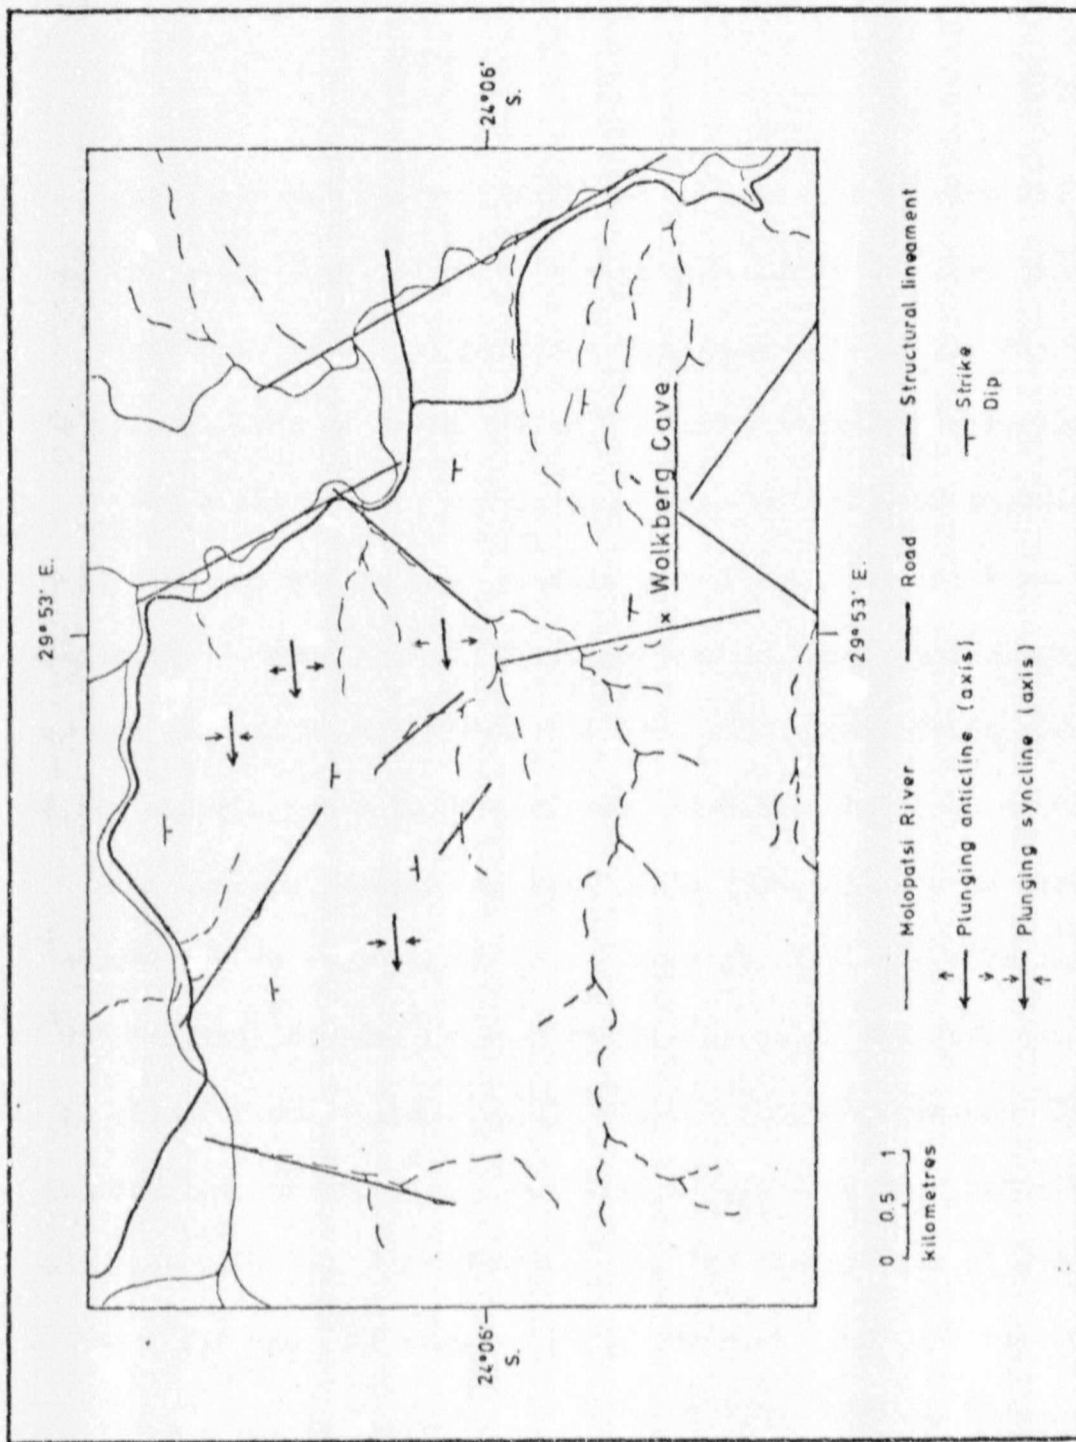 29° 53' E.
24°06'
S.
24°06'
S.
x Wolkberg Cave
29° 53' E.
0 0.5 1
kilometres
Molapatsi River
Road
Structural lineament
Plunging anticline (axis)
Strike
Dip
Plunging syncline (axis)